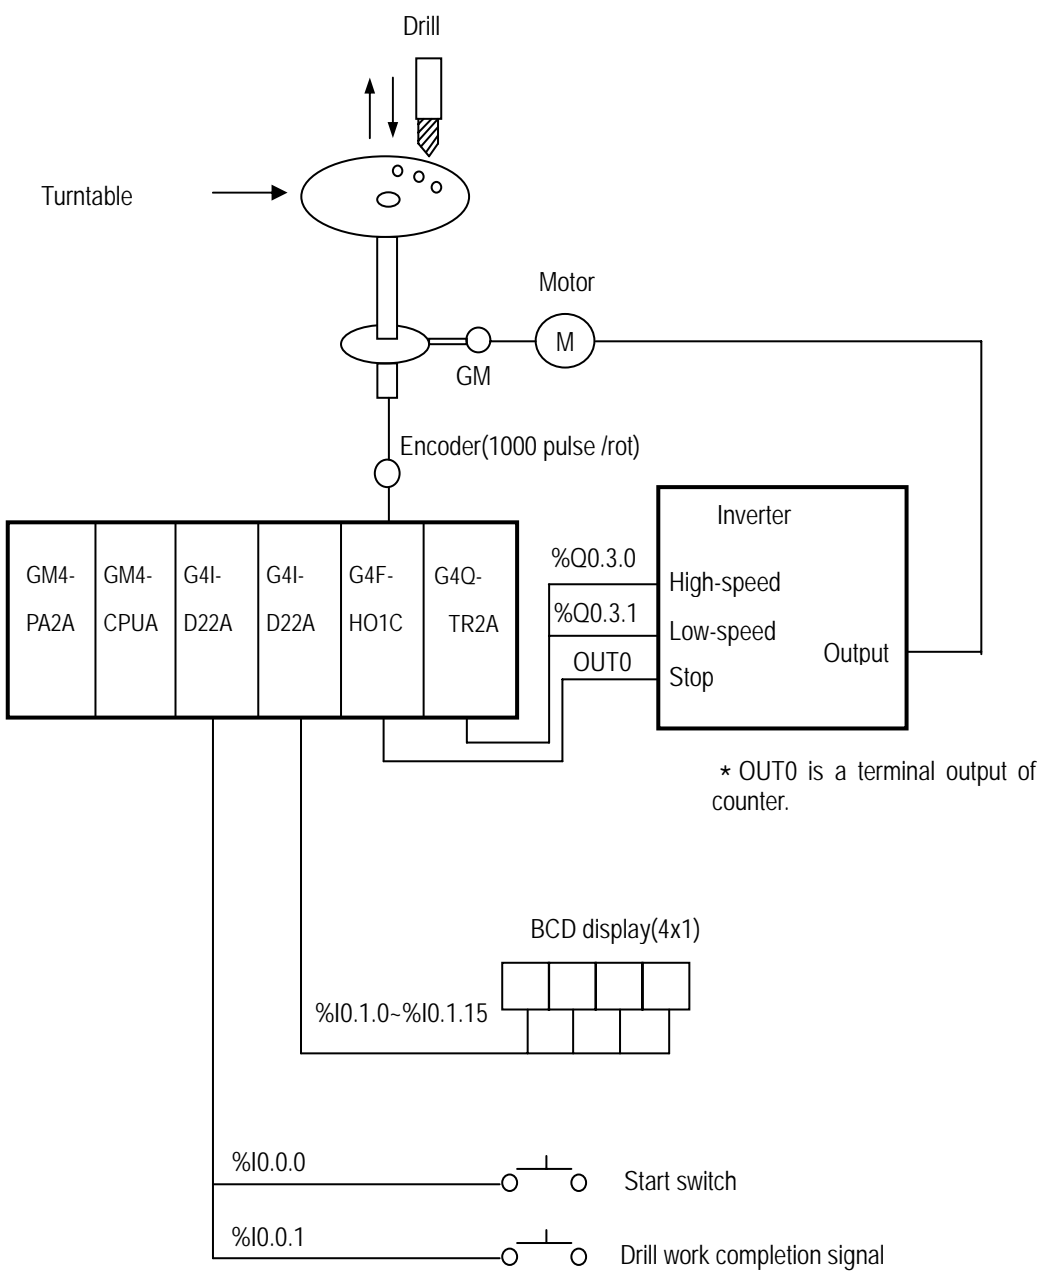 Drill
Turntable
Motor
M
GM
Encoder(1000 pulse /rot)
Inverter
GM4-
PA2A
GM4-
CPUA
G4I-
D22A
G4I-
D22A
G4F-
HO1C
G4Q-
TR2A
%Q0.3.0
High-speed
%Q0.3.1
Low-speed
OUT0
Stop
Output
* OUT0 is a terminal output of
counter.
BCD display(4x1)
%I0.1.0~%I0.1.15
%I0.0.0
Start switch
%I0.0.1
Drill work completion signal